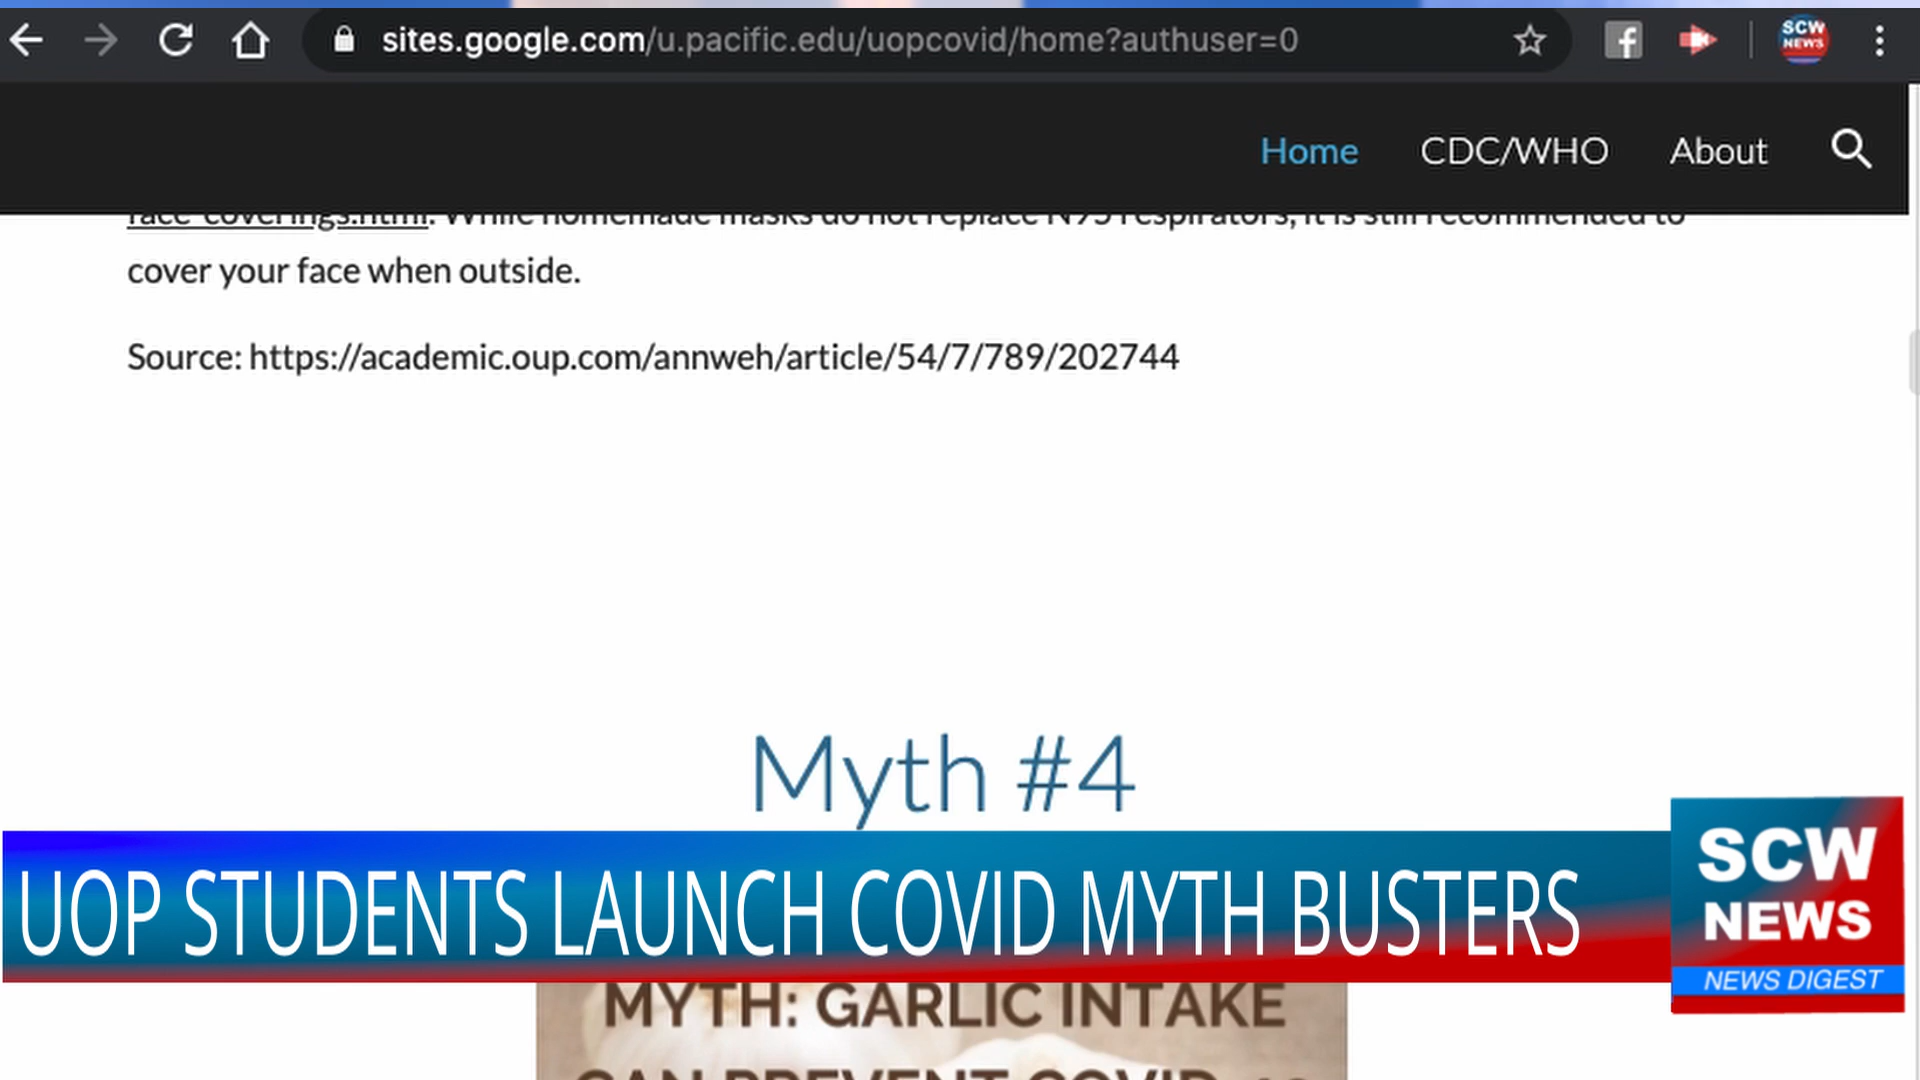 sites.google.com/u.pacific.edu/uopcovid/home?authuser=0
SCW
NEWS
Home CDC/WHO About
face-coverings.html. While homemade masks do not replace N95 respirators, it is still recommended to
cover your face when outside.
Source: https://academic.oup.com/annweh/article/54/7/789/202744
Myth #4
UOP STUDENTS LAUNCH COVID MYTH BUSTERS
SCW
NEWS
NEWS DIGEST
MYTH: GARLIC INTAKE
CAN PREVENT COVID-19